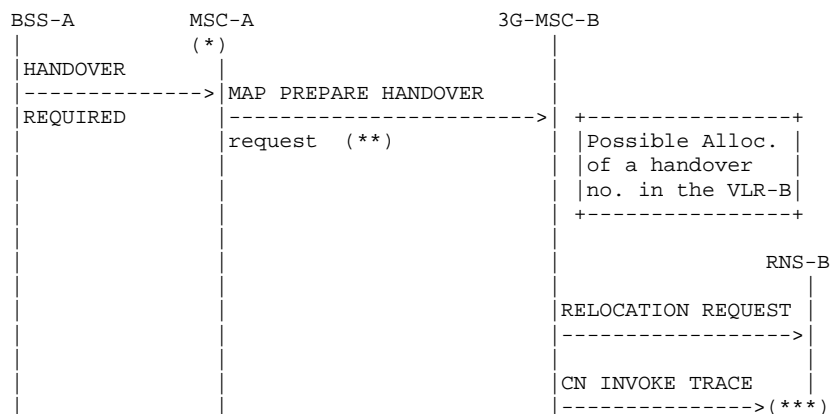 BSS-A MSC-A 3G-MSC-B
(*)
HANDOVER
REQUIRED
MAP PREPARE HANDOVER
request (**)
Possible Alloc.
of a handover
no. in the VLR-B
RNS-B
RELOCATION REQUEST
CN INVOKE TRACE
(***)